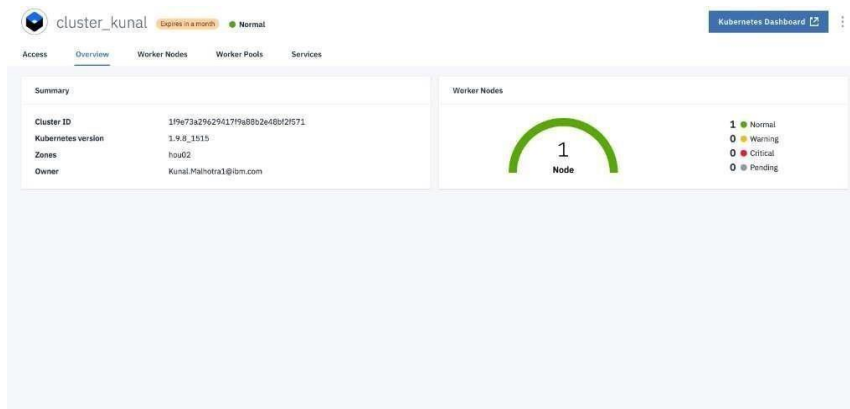 cluster_kunal Expires in a month Normal Kubernetes Dashboard
Access Overview Worker Nodes Worker Pools Services
Summary
Cluster ID 1f9e73a29629417f9a88b2e48bf2f571
Kubernetes version 1.9.8_1515
Zones hou02
Owner Kunal.Malhotra1@ibm.com
Worker Nodes
1
Node
1 Normal
0 Warning
0 Critical
0 Pending